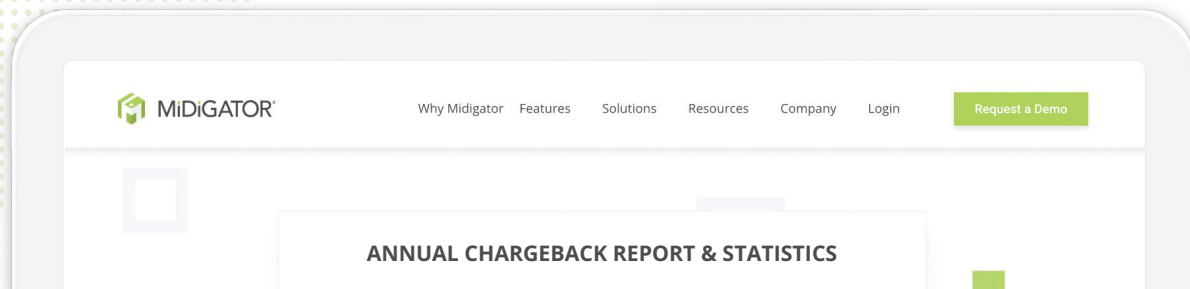 MiDiGATOR® Why Midigator Features Solutions Resources Company Login Request a Demo
ANNUAL CHARGEBACK REPORT & STATISTICS